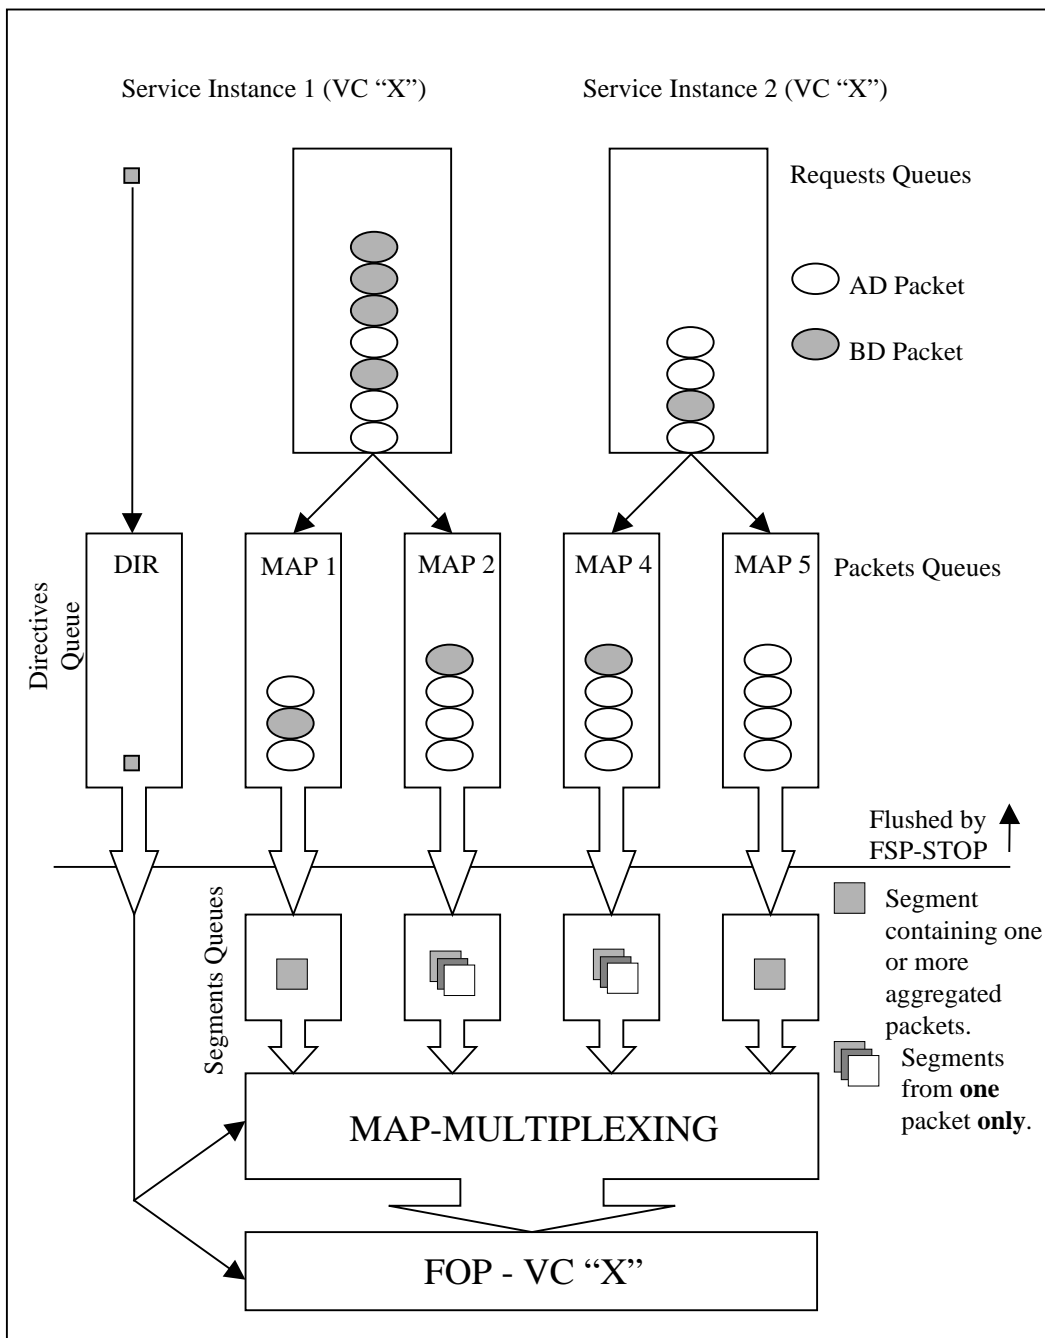 Service Instance 1 (VC “X”)
Service Instance 2 (VC “X”)
Requests Queues
AD Packet
BD Packet
DIR
MAP 1
MAP 2
MAP 4
MAP 5
Packets Queues
Directives
Queue
Flushed by
FSP-STOP
Segments Queues
Segment
containing one
or more
aggregated
packets.
Segments
from one
packet only.
MAP-MULTIPLEXING
FOP - VC “X”